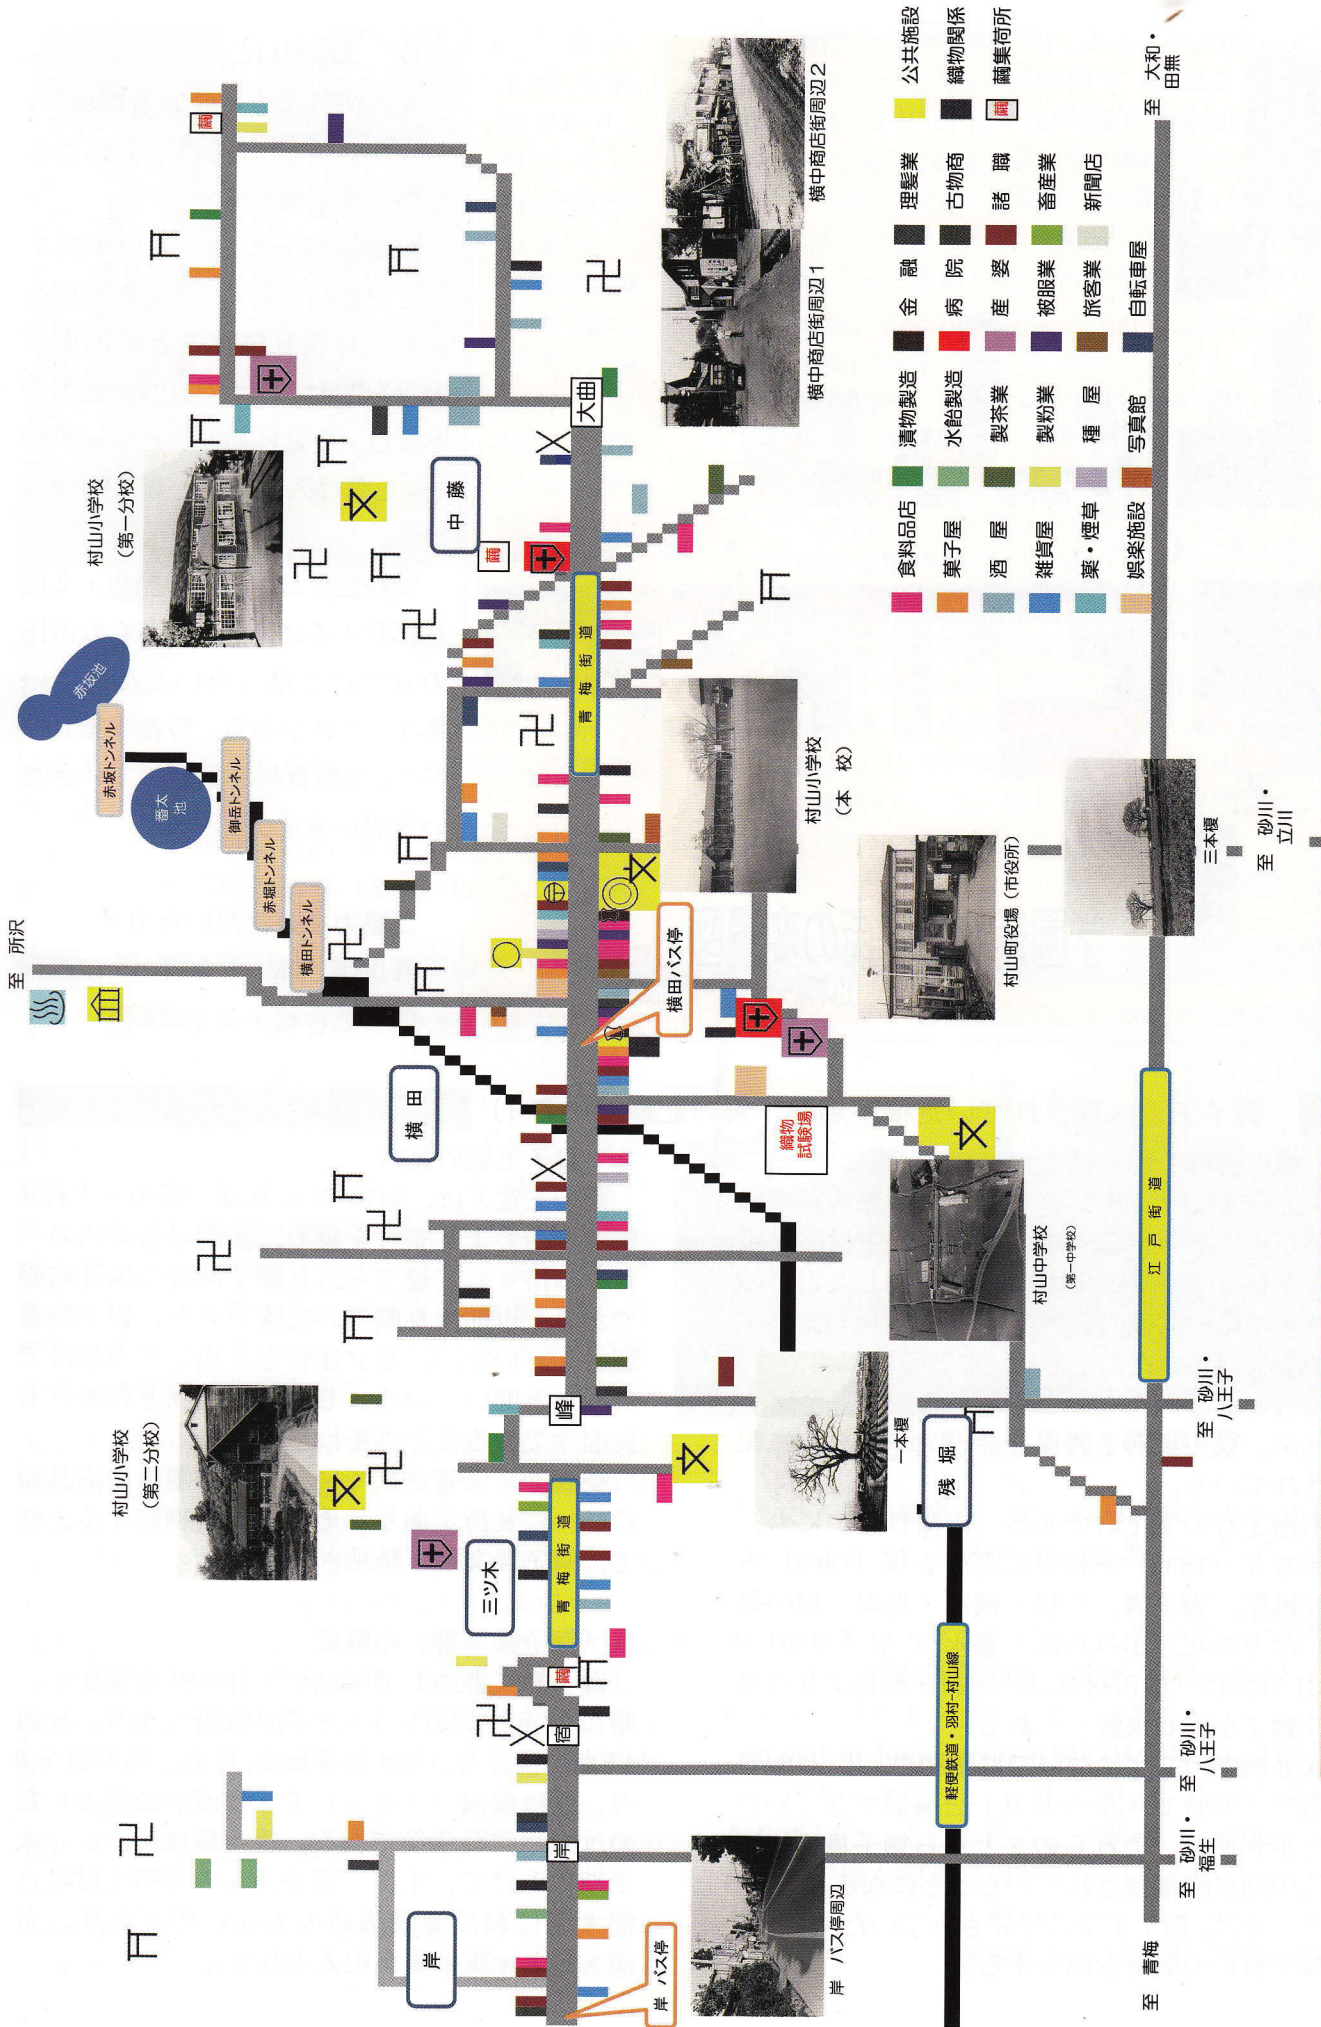 至 所沢
赤坂池
赤坂トンネル
番太
池
御岳トンネル
赤堀トンネル
横田トンネル
村山小学校
（第一分校）
村山小学校
（第二分校）
繭
中 藤
繭
大曲
横 田
三ツ木
岸
青 梅 街 道
横田バス停
峰
青 梅 街 道
繭
宿
岸
岸 バス停
織物
試験場
村山小学校
（本 校）
横中商店街周辺1
横中商店街周辺2
村山町役場（市役所）
村山中学校
（第一中学校）
一本榎
三本榎
岸 バス停周辺
残 堀
軽便鉄道・羽村ー村山線
江 戸 街 道
至 青梅
至 砂川・
福生
至 砂川・
八王子
至 砂川・
八王子
至 砂川・
立川
至 大和・
田無
食料品店
漬物製造
金 融
理髪業
公共施設
菓子屋
水飴製造
病 院
古物商
織物関係
酒 屋
製茶業
産 婆
諸 職
繭 繭集荷所
雑貨屋
製粉業
被服業
畜産業
薬・煙草
種 屋
旅客業
新聞店
娯楽施設
写真館
自転車屋